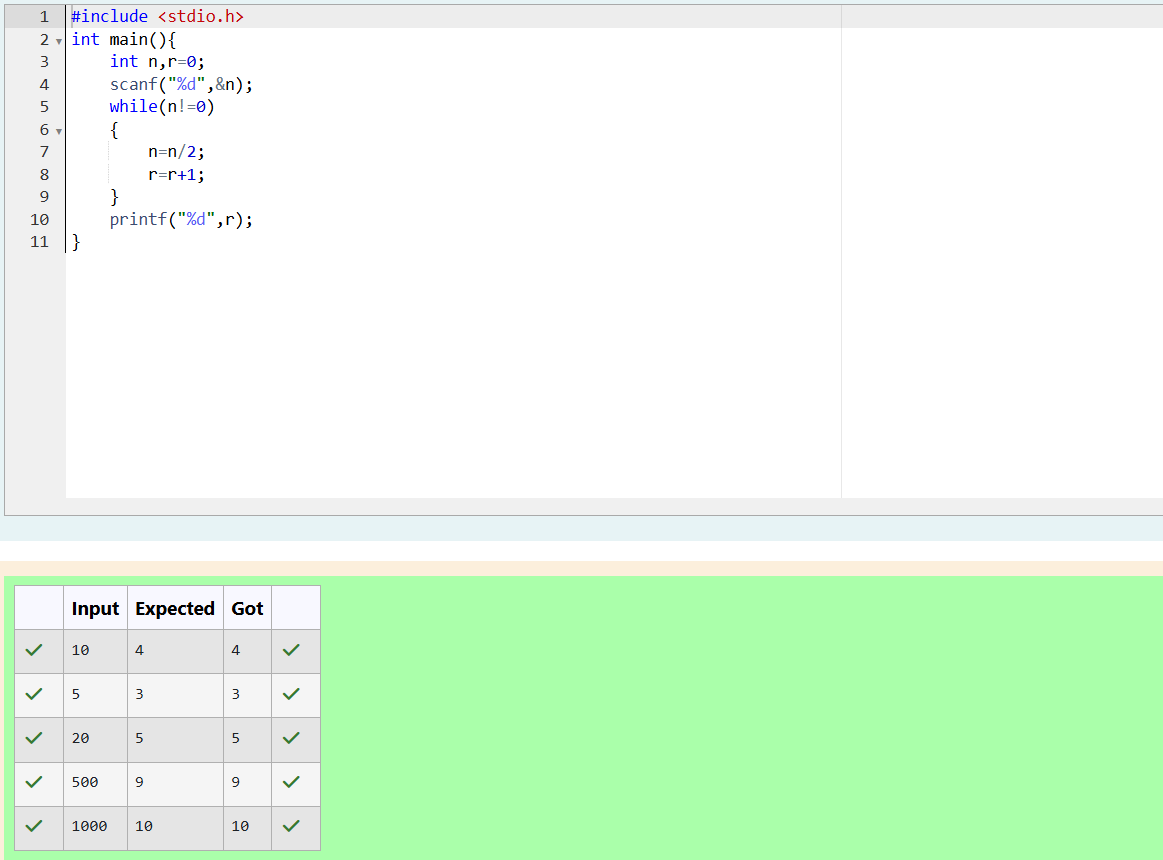 1 #include <stdio.h>
2 int main(){
3     int n,r=0;
4     scanf("%d",&n);
5     while(n!=0)
6     {
7         n=n/2;
8         r=r+1;
9     }
10     printf("%d",r);
11 }
Input Expected Got
10 4 4
5 3 3
20 5 5
500 9 9
1000 10 10